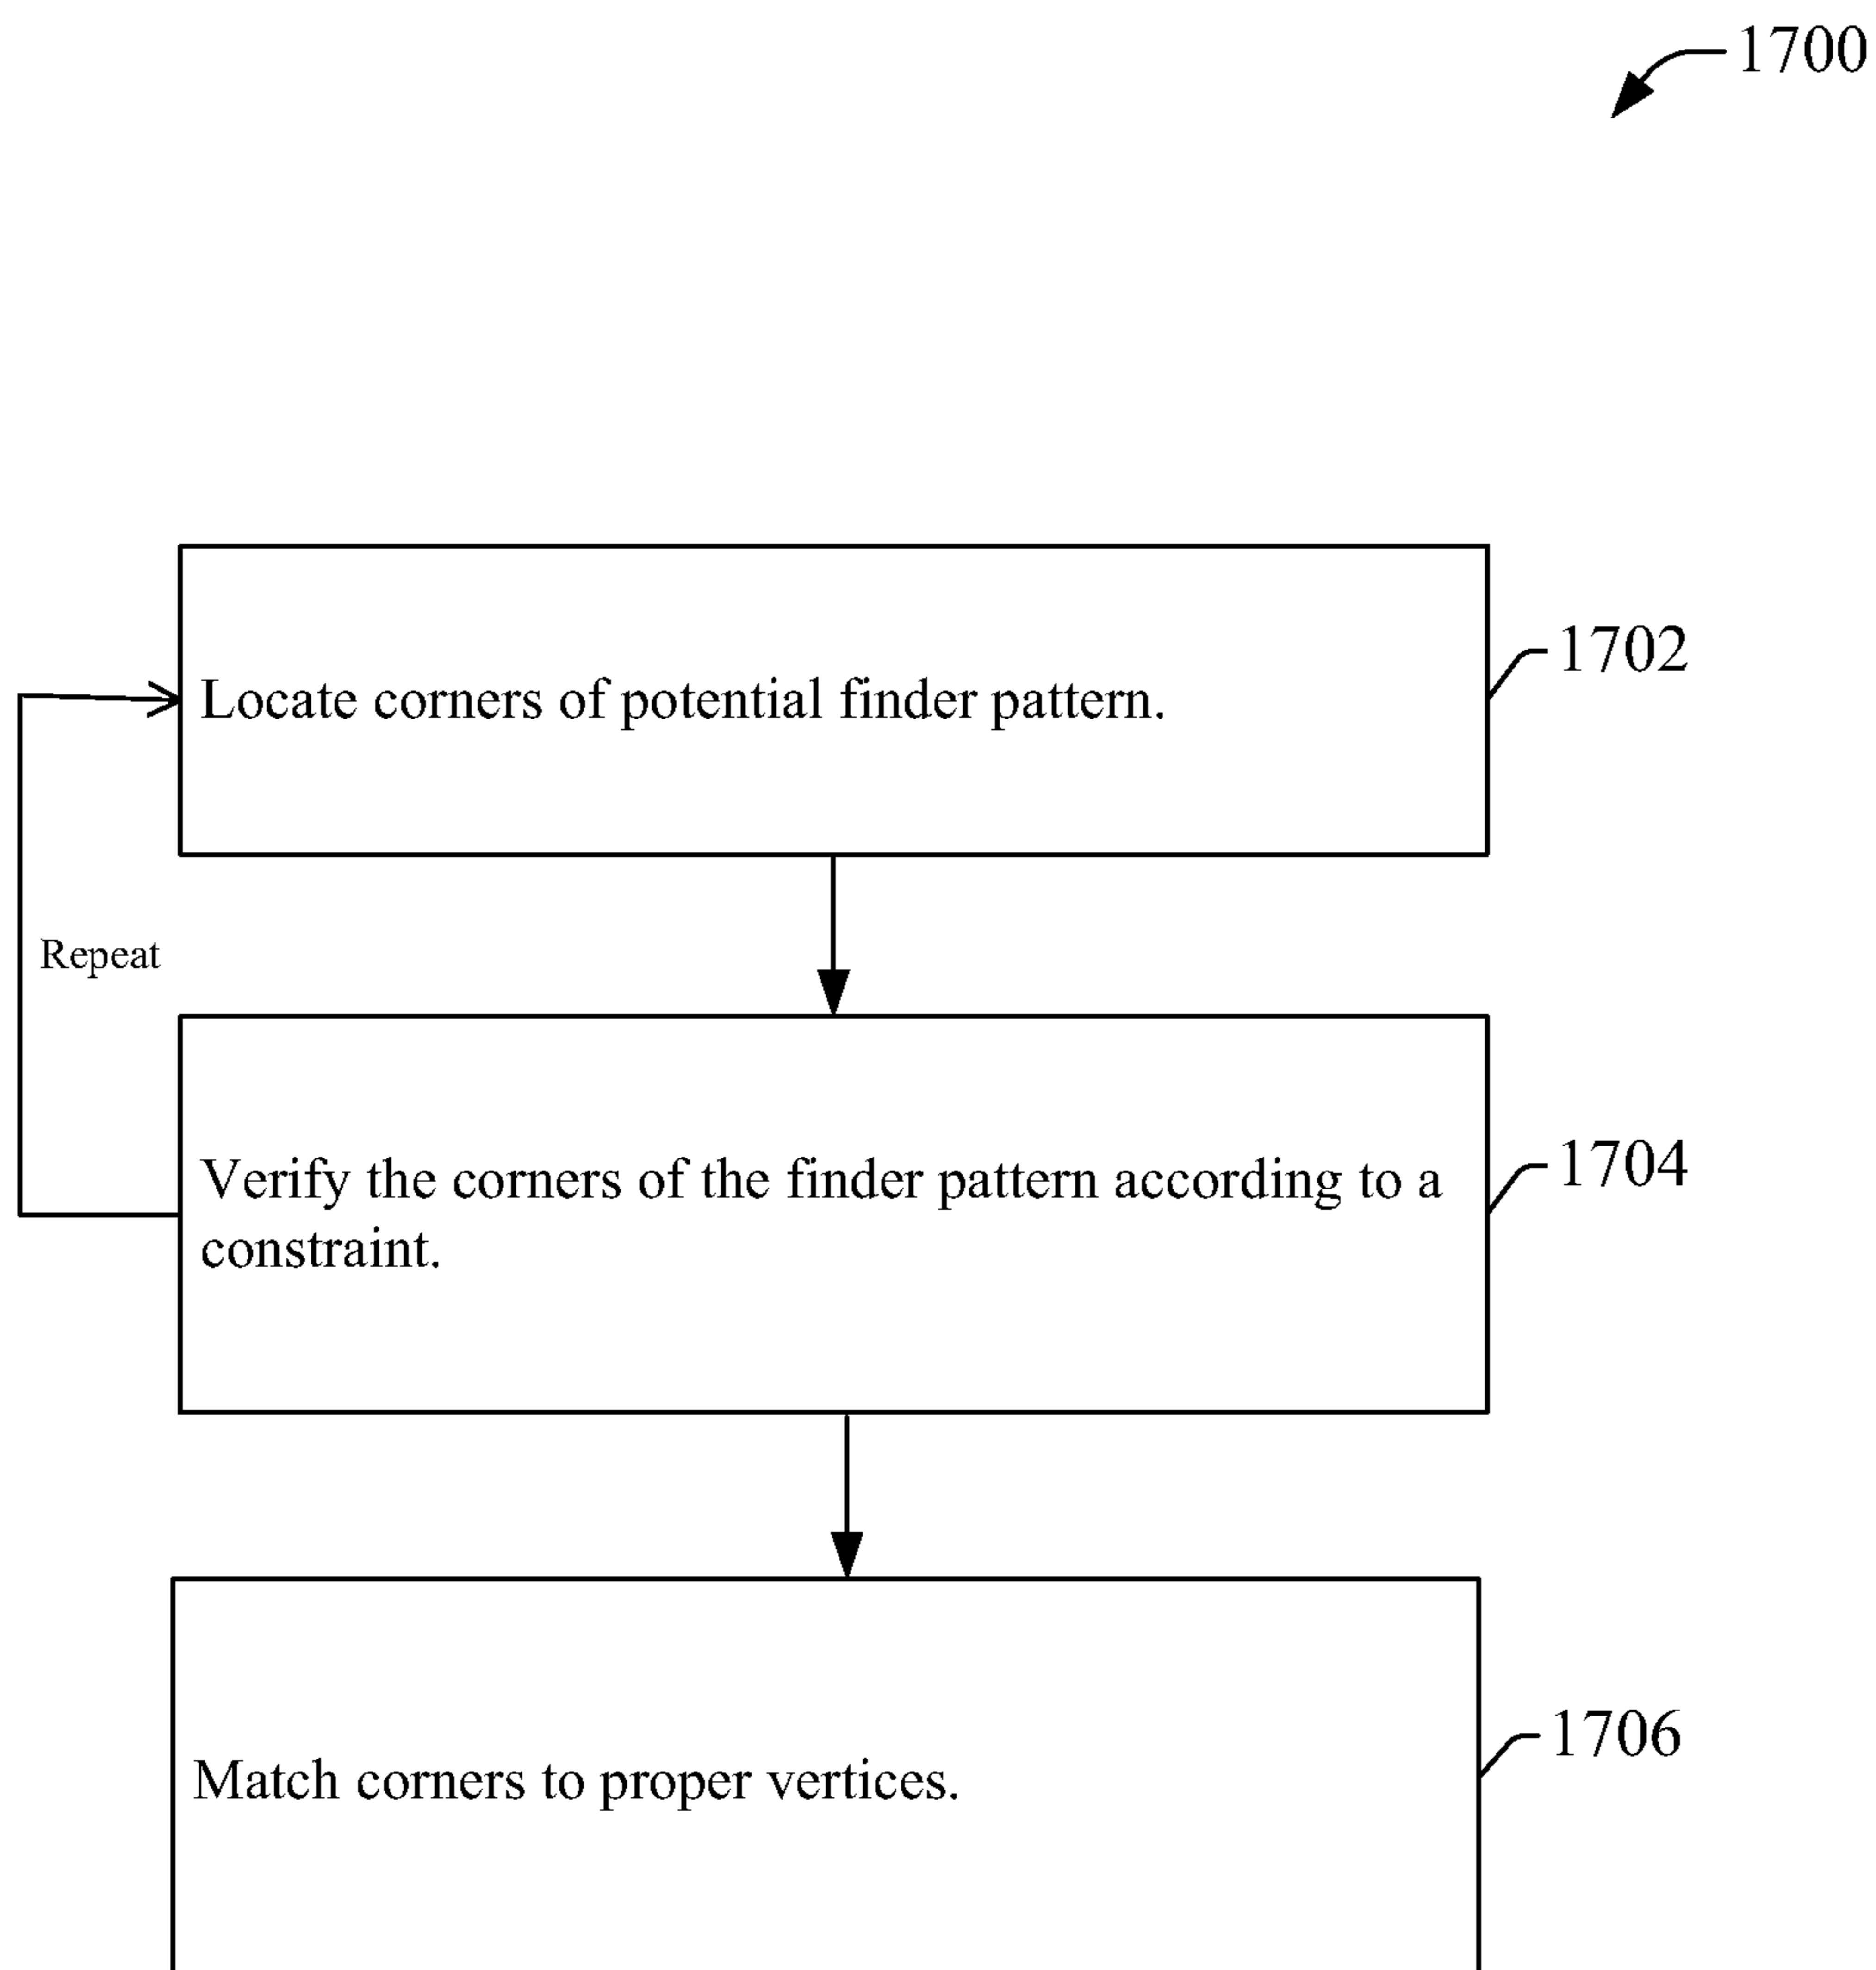 1700
Locate corners of potential finder pattern.
1702
Repeat
Verify the corners of the finder pattern according to a
constraint.
1704
Match corners to proper vertices.
1706